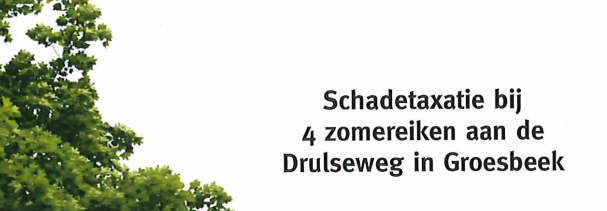 Schadetaxatie bij
4 zomereiken aan de
Drulseweg in Groesbeek